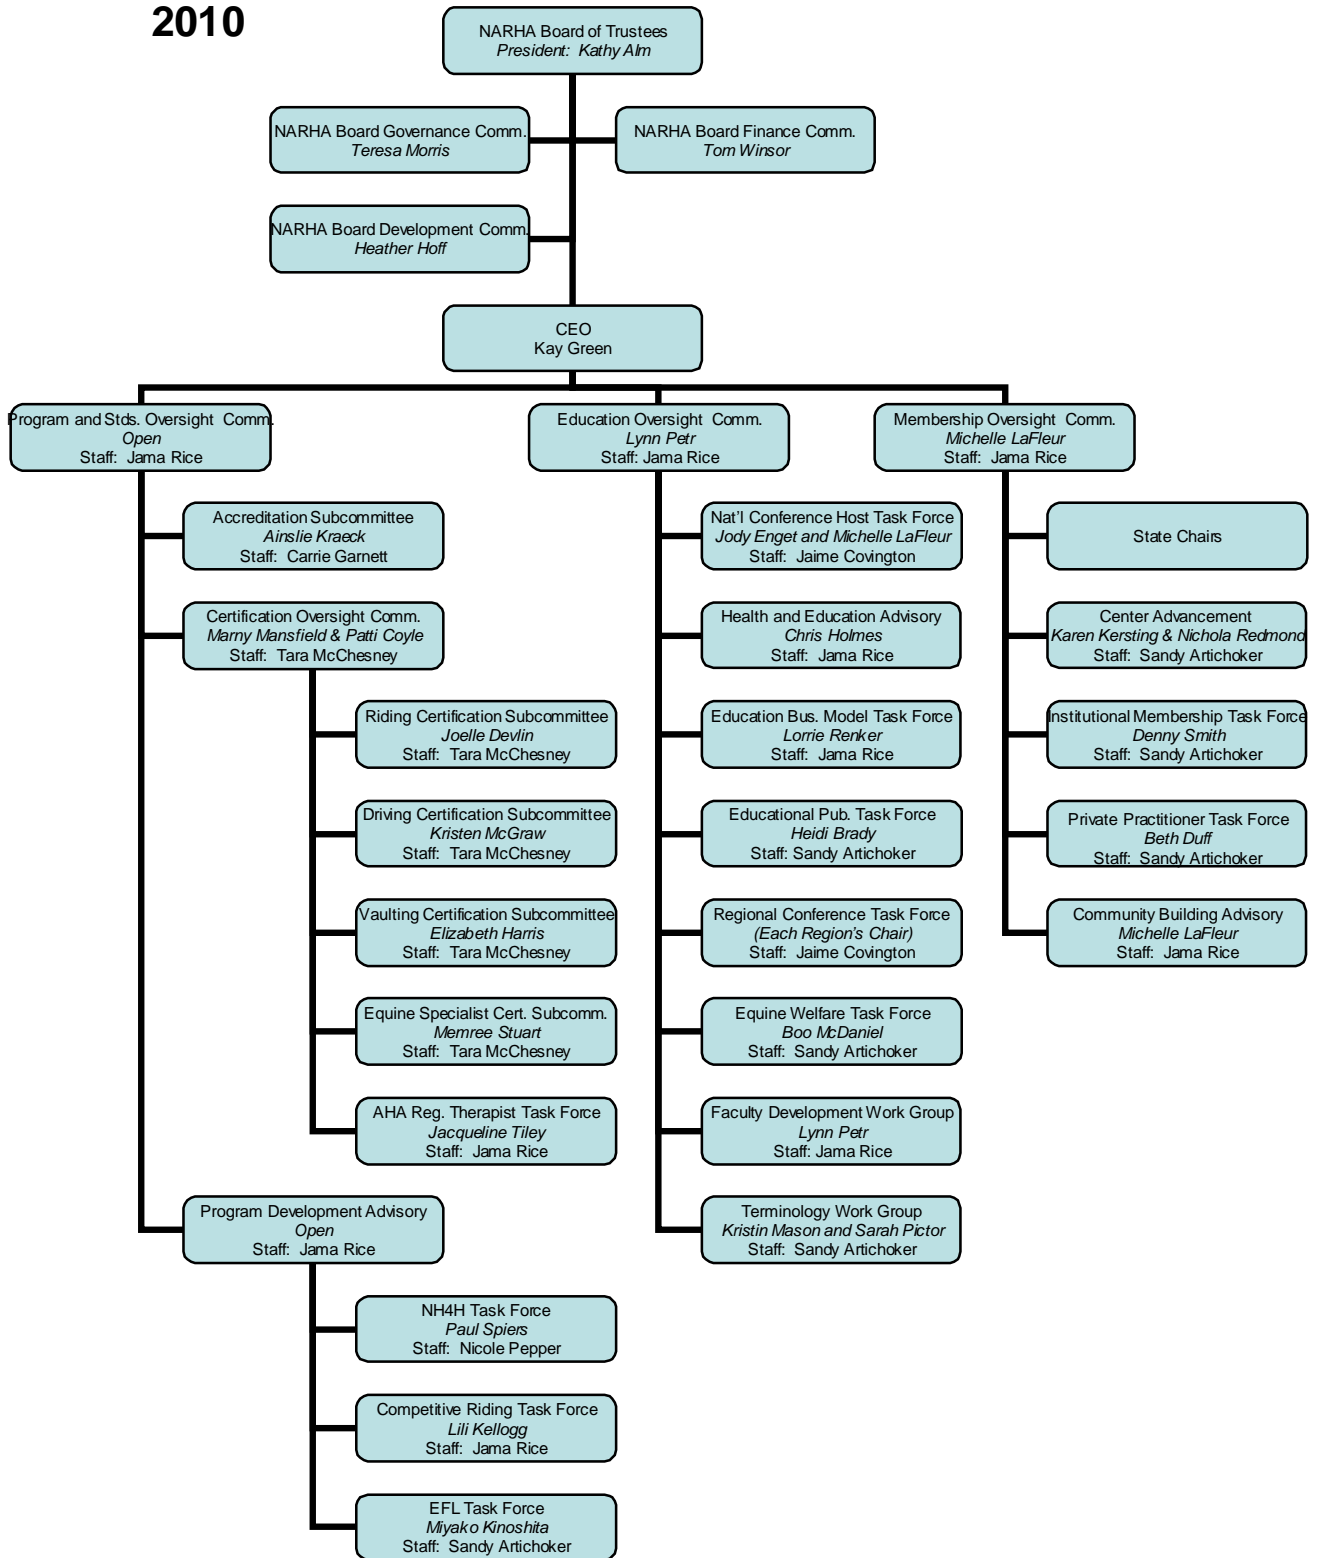 2010
NARHA Board of Trustees
President: Kathy Alm
NARHA Board Governance Comm.
Teresa Morris
NARHA Board Finance Comm.
Tom Winsor
NARHA Board Development Comm.
Heather Hoff
CEO
Kay Green
Program and Stds. Oversight Comm.
Open
Staff: Jama Rice
Accreditation Subcommittee
Ainslie Kraeck
Staff: Carrie Garnett
Certification Oversight Comm.
Marny Mansfield & Patti Coyle
Staff: Tara McChesney
Riding Certification Subcommittee
Joelle Devlin
Staff: Tara McChesney
Driving Certification Subcommittee
Kristen McGraw
Staff: Tara McChesney
Vaulting Certification Subcommittee
Elizabeth Harris
Staff: Tara McChesney
Equine Specialist Cert. Subcomm.
Memree Stuart
Staff: Tara McChesney
AHA Reg. Therapist Task Force
Jacqueline Tiley
Staff: Jama Rice
Program Development Advisory
Open
Staff: Jama Rice
NH4H Task Force
Paul Spiers
Staff: Nicole Pepper
Competitive Riding Task Force
Lili Kellogg
Staff: Jama Rice
EFL Task Force
Miyako Kinoshita
Staff: Sandy Artichoker
Education Oversight Comm.
Lynn Petr
Staff: Jama Rice
Nat'l Conference Host Task Force
Jody Enget and Michelle LaFleur
Staff: Jaime Covington
Health and Education Advisory
Chris Holmes
Staff: Jama Rice
Education Bus. Model Task Force
Lorrie Renker
Staff: Jama Rice
Educational Pub. Task Force
Heidi Brady
Staff: Sandy Artichoker
Regional Conference Task Force
(Each Region's Chair)
Staff: Jaime Covington
Equine Welfare Task Force
Boo McDaniel
Staff: Sandy Artichoker
Faculty Development Work Group
Lynn Petr
Staff: Jama Rice
Terminology Work Group
Kristin Mason and Sarah Pictor
Staff: Sandy Artichoker
Membership Oversight Comm.
Michelle LaFleur
Staff: Jama Rice
State Chairs
Center Advancement
Karen Kersting & Nichola Redmond
Staff: Sandy Artichoker
Institutional Membership Task Force
Denny Smith
Staff: Sandy Artichoker
Private Practitioner Task Force
Beth Duff
Staff: Sandy Artichoker
Community Building Advisory
Michelle LaFleur
Staff: Jama Rice